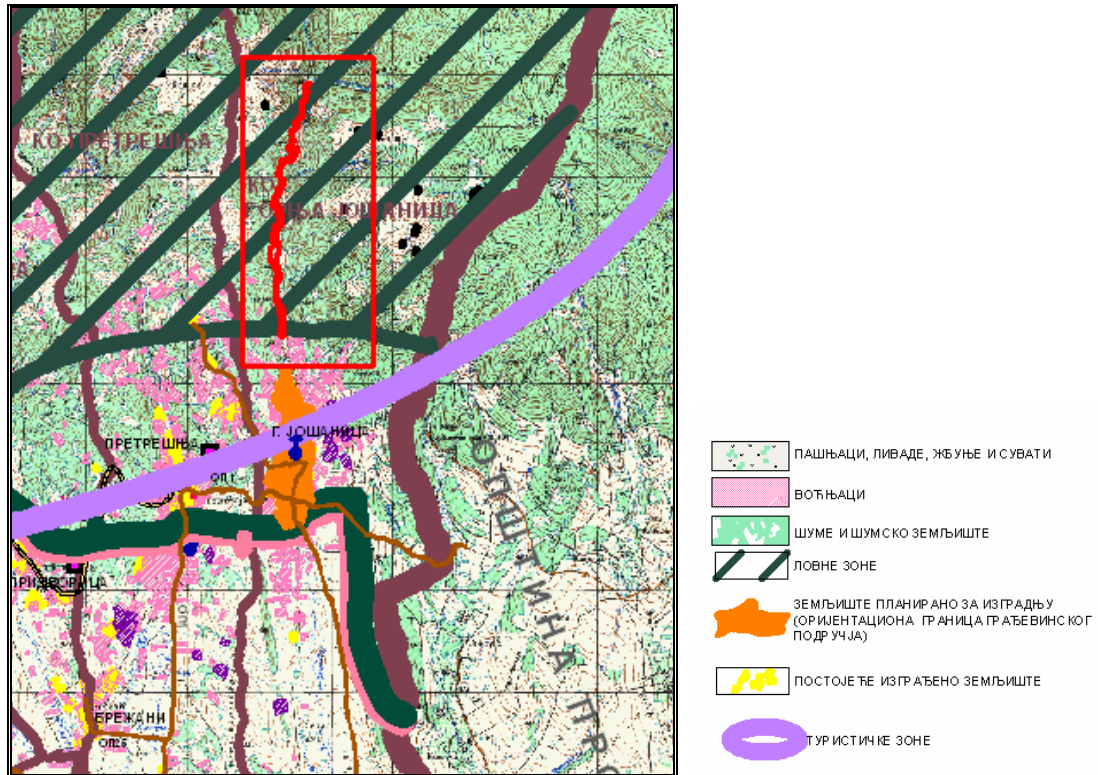 КО ПРЕТРЕШЊА
КО
ГОРЊА ЈОШАНИЦА
Г. ЈОШАНИЦА
ПРЕТРЕШЊА
ОПШТИНА ПРО
БРЕЖАНИ
ПАШЊАЦИ, ЛИВАДЕ, ЖБУЊЕ И СУВАТИ
ВОЋЊАЦИ
ШУМЕ И ШУМСКО ЗЕМЉИШТЕ
ЛОВНЕ ЗОНЕ
ЗЕМЉИШТЕ ПЛАНИРАНО ЗА ИЗГРАДЊУ
(ОРИЈЕНТАЦИОНА ГРАНИЦА ГРАЂЕВИНСКОГ
ПОДРУЧЈА)
ПОСТОЈЕЋЕ ИЗГРАЂЕНО ЗЕМЉИШТЕ
ТУРИСТИЧКЕ ЗОНЕ